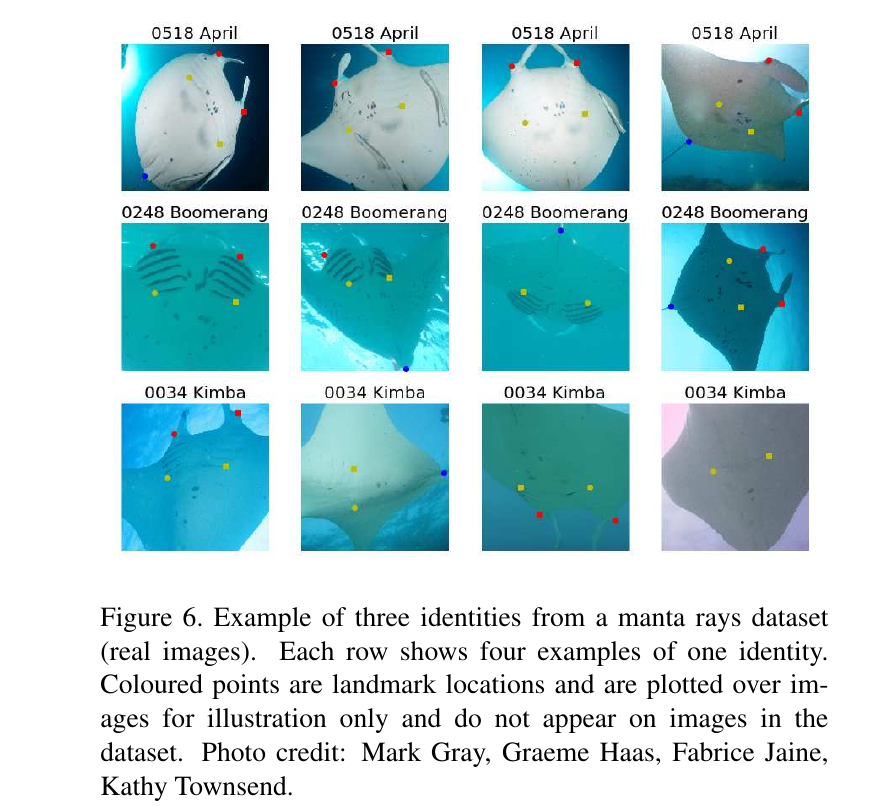 0518 April 0518 April 0518 April 0518 April
0248 Boomerang 0248 Boomerang 0248 Boomerang 0248 Boomerang
0034 Kimba 0034 Kimba 0034 Kimba 0034 Kimba
Figure 6. Example of three identities from a manta rays dataset
(real images). Each row shows four examples of one identity.
Coloured points are landmark locations and are plotted over im-
ages for illustration only and do not appear on images in the
dataset. Photo credit: Mark Gray, Graeme Haas, Fabrice Jaine,
Kathy Townsend.